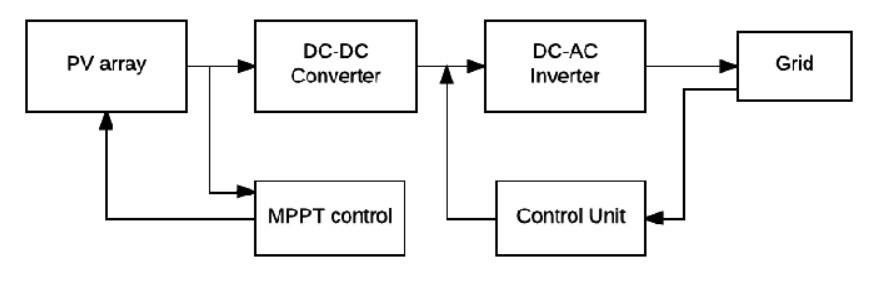 PV array
DC-DC
Converter
DC-AC
Inverter
Grid
MPPT control
Control Unit